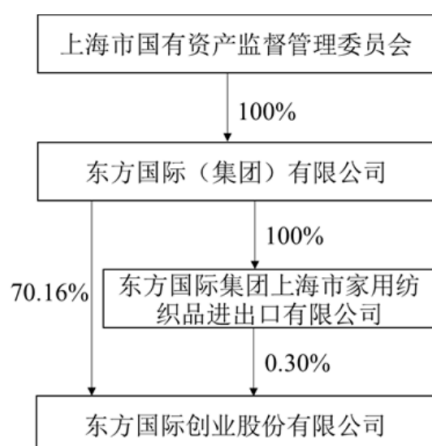 上海市国有资产监督管理委员会
100%
东方国际（集团）有限公司
100%
70.16%
东方国际集团上海市家用纺
织品进出口有限公司
0.30%
东方国际创业股份有限公司